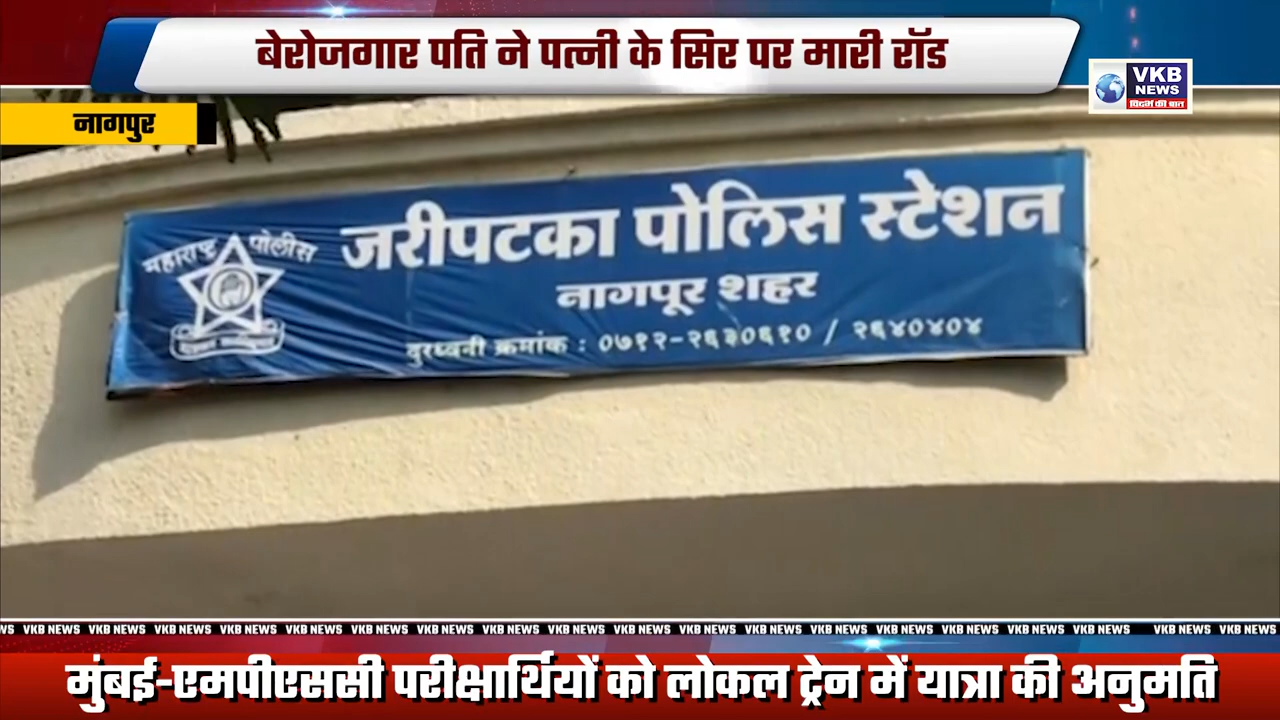 बेरोजगार पति ने पत्नी के सिर पर मारी रॉड
VKB
NEWS
विदर्भ की बात
नागपुर
महाराष्ट्र पोलीस
जरीपटका पोलिस स्टेशन
नागपूर शहर
दुरध्वनी क्रमांक : ०७१२-२६३०६१० / २६४०४०४
VKB NEWS VKB NEWS VKB NEWS VKB NEWS VKB NEWS VKB NEWS VKB NEWS VKB NEWS VKB NEWS VKB NEWS VKB NEWS VKB NEWS VKB NEWS VKB NEWS VKB NEWS VKB NEWS VKB NEWS VKB NEWS VKB NEWS
मुंबई-एमपीएससी परीक्षार्थियों को लोकल ट्रेन में यात्रा की अनुमति